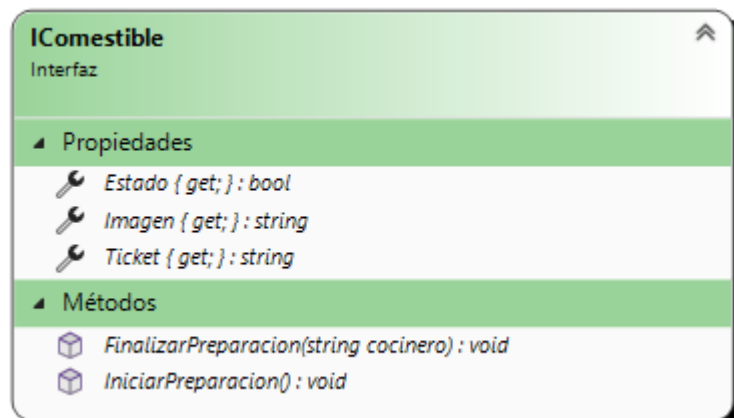 IComestible
Interfaz
Propiedades
Estado { get; } : bool
Imagen { get; } : string
Ticket { get; } : string
Métodos
FinalizarPreparacion(string cocinero) : void
IniciarPreparacion() : void